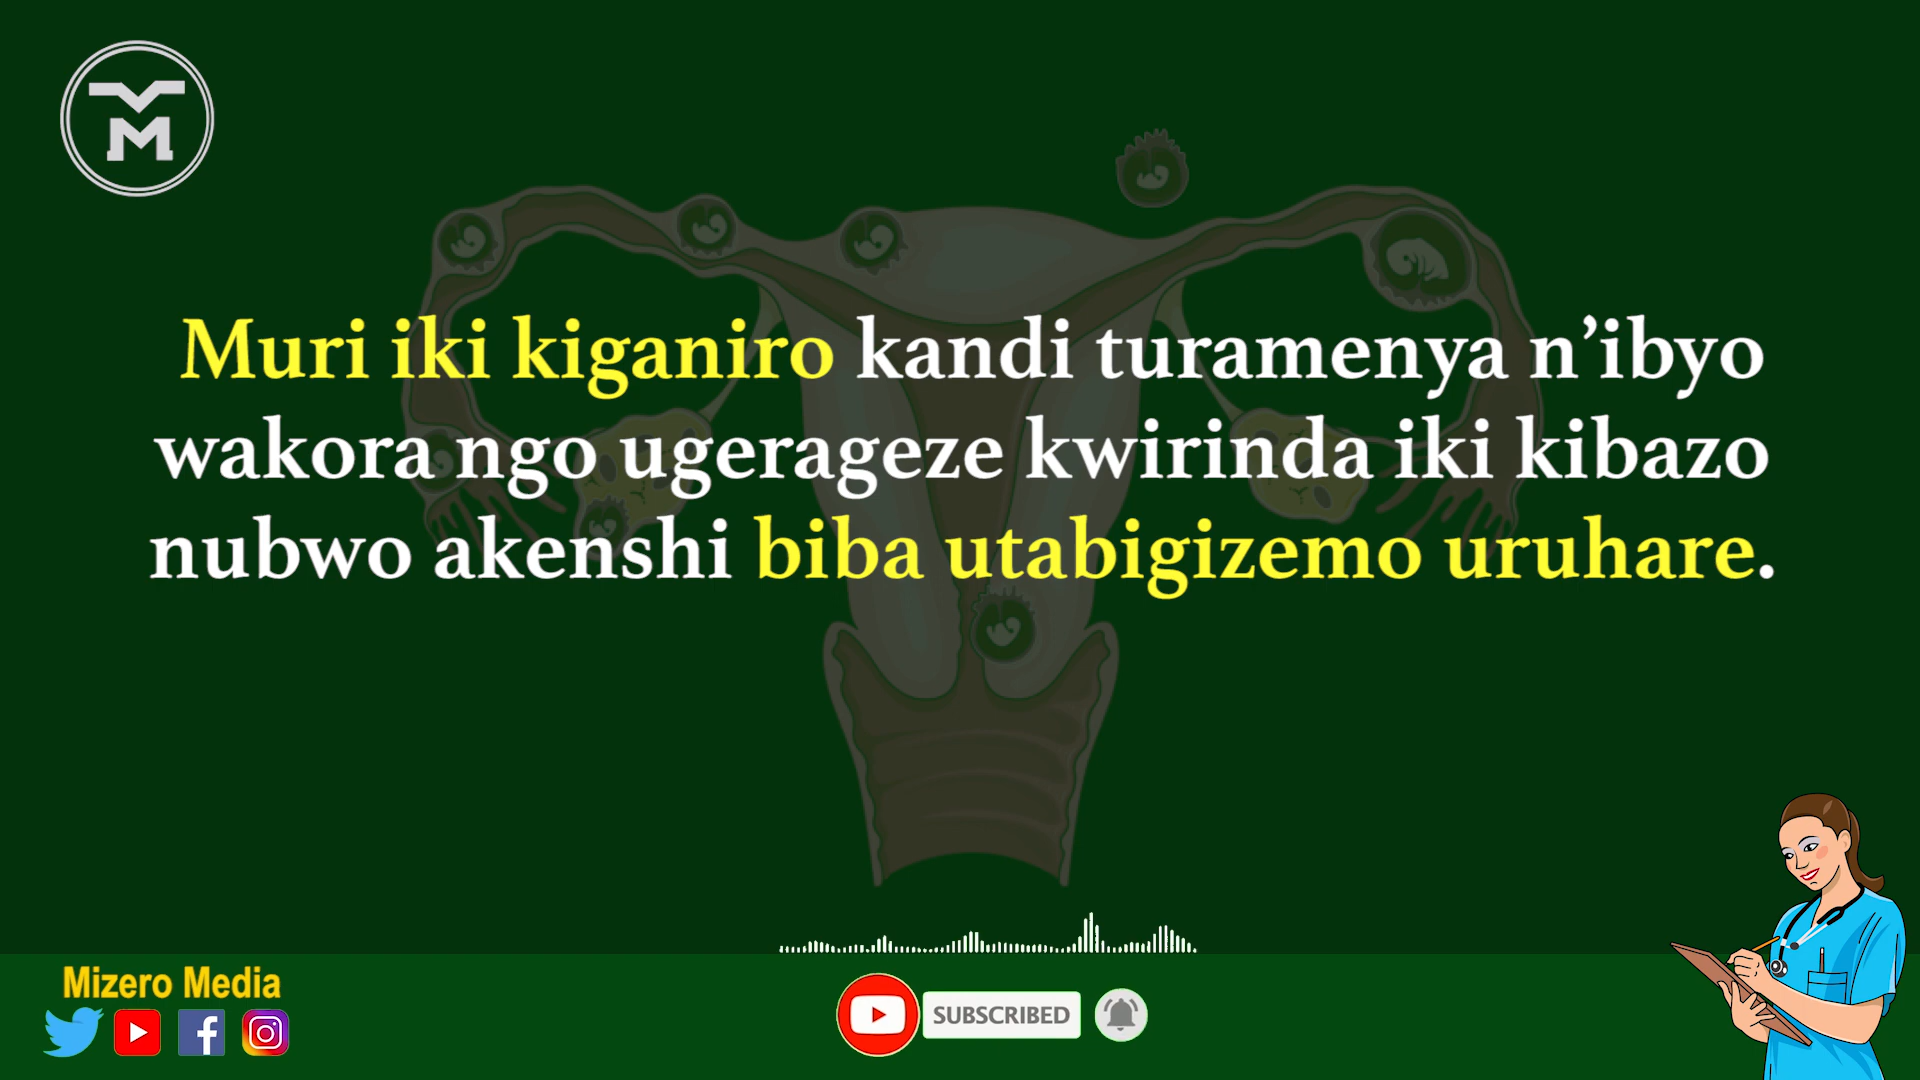 Muri iki kiganiro kandi turamenya n’ibyo
wakora ngo ugerageze kwirinda iki kibazo
nubwo akenshi biba utabigizemo uruhare.
Mizero Media
SUBSCRIBED